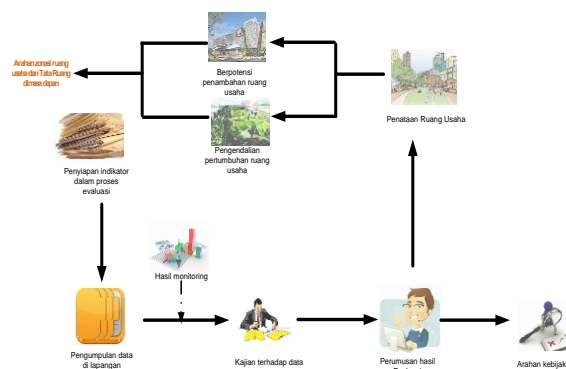 Arahan zonasi ruang
usaha dan Tata Ruang
dimasa depan
Berpotensi
penambahan ruang
usaha
Pengendalian
pertumbuhan ruang
usaha
Penataan Ruang Usaha
Penyiapan indikator
dalam proses
evaluasi
Hasil monitoring
Pengumpulan data
di lapangan
Kajian terhadap data
Perumusan hasil
Arahan kebijak